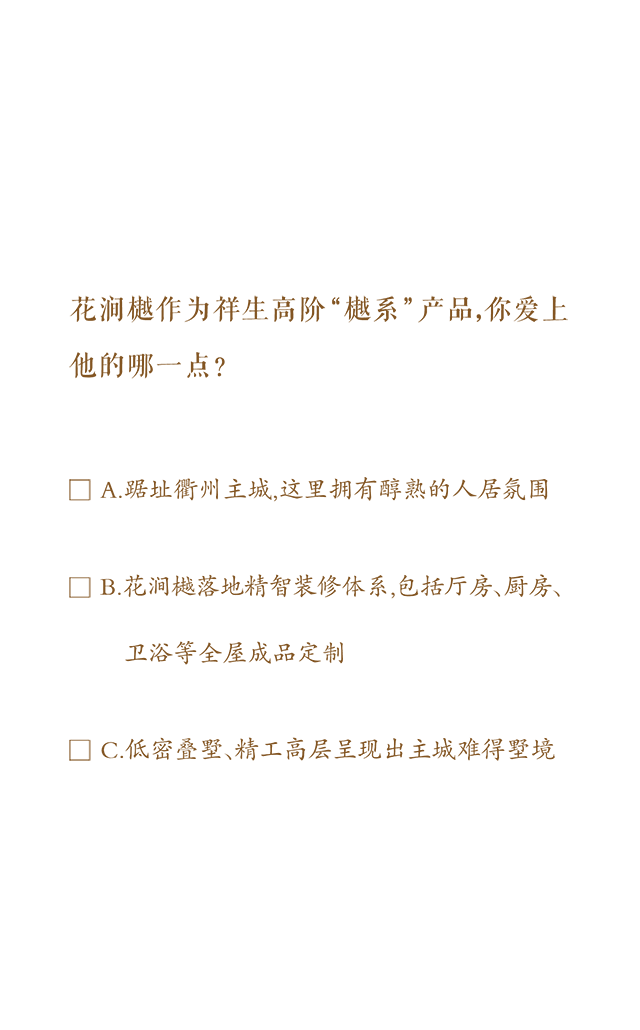 花涧樾作为祥生高阶“樾系”产品,你爱上
他的哪一点?
A.踞址衢州主城,这里拥有醇熟的人居氛围
B.花涧樾落地精智装修体系,包括厅房、厨房、
卫浴等全屋成品定制
C.低密叠墅、精工高层呈现出主城难得墅境